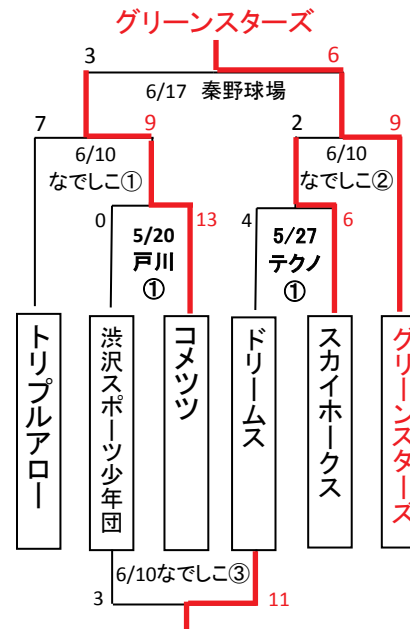 グリーンスターズ
3
6
6/17 秦野球場
7
9
2
9
6/10
なでしこ①
6/10
なでしこ②
0
13
4
6
5/20
戸川
①
5/27
テクノ
①
トリプルアロー
渋沢スポーツ少年団
コメツツ
ドリームス
スカイホークス
グリーンスターズ
6/10なでしこ③
3
11